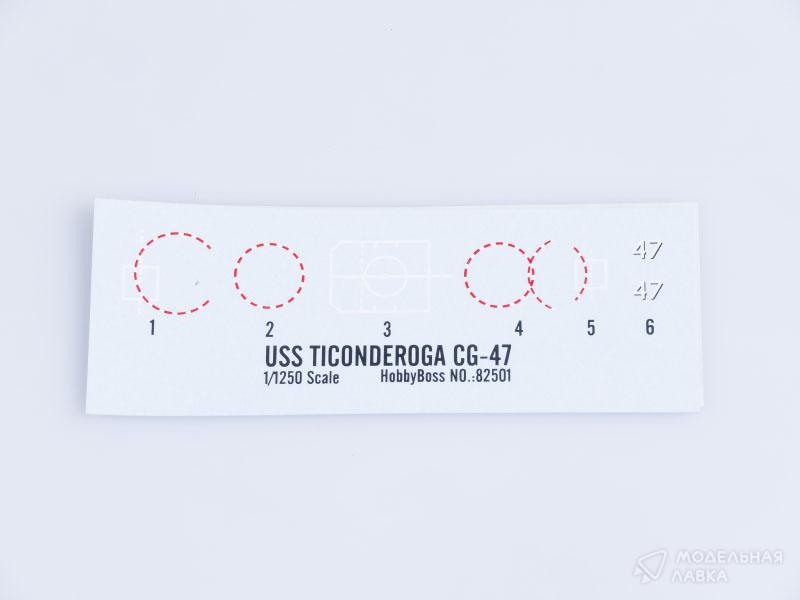 47
47
1 2 3 4 5 6
USS TICONDEROGA CG-47
1/1250 Scale HobbyBoss NO.:82501
МОДЕЛЬНАЯ
ЛАВКА